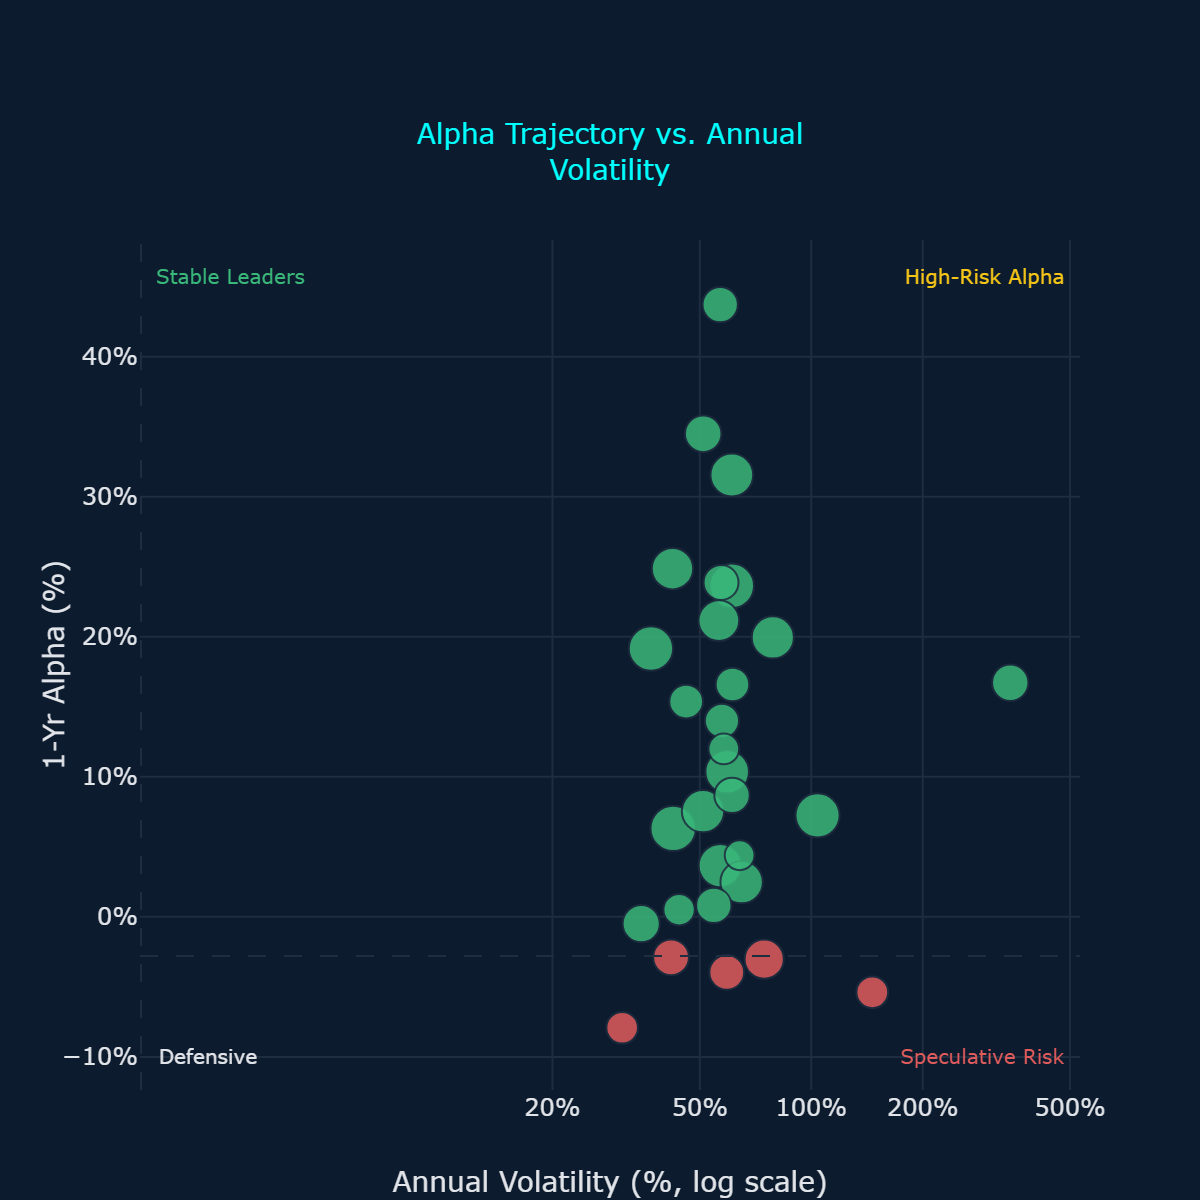 Alpha Trajectory vs. Annual
Volatility
Stable Leaders
High-Risk Alpha
40%
30%
20%
10%
0%
−10%
1-Yr Alpha (%)
Defensive
Speculative Risk
20%
50%
100%
200%
500%
Annual Volatility (%, log scale)